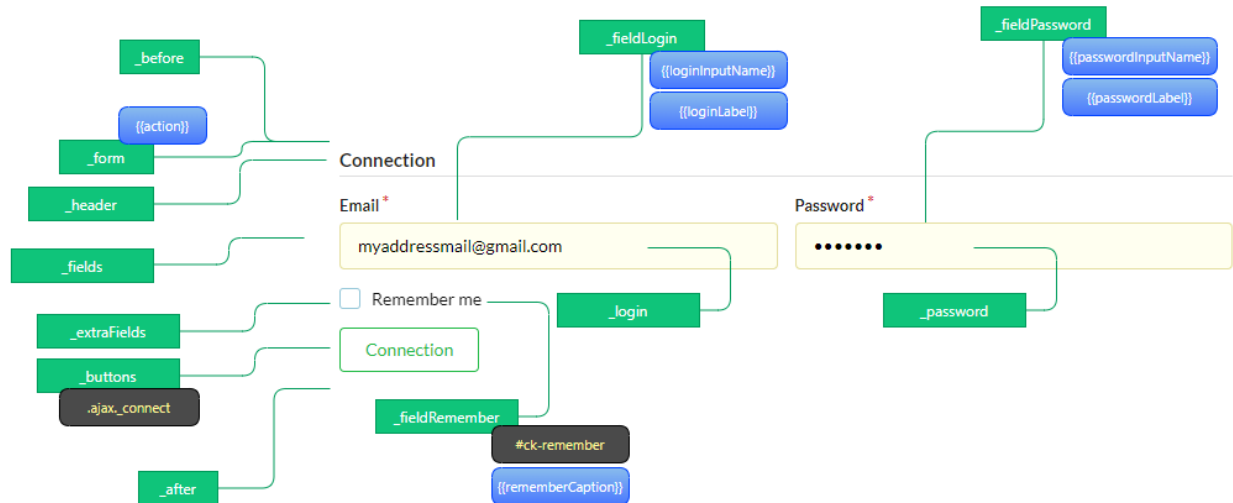 _fieldLogin
_fieldPassword
_before
{{loginInputName}}
{{passwordInputName}}
{{loginLabel}}
{{passwordLabel}}
{{action}}
_form
Connection
_header
Email *
Password *
myaddressmail@gmail.com
•••••••
_fields
Remember me
_login
_password
_extraFields
Connection
_buttons
.ajax._connect
_fieldRemember
#ck-remember
_after
{{rememberCaption}}